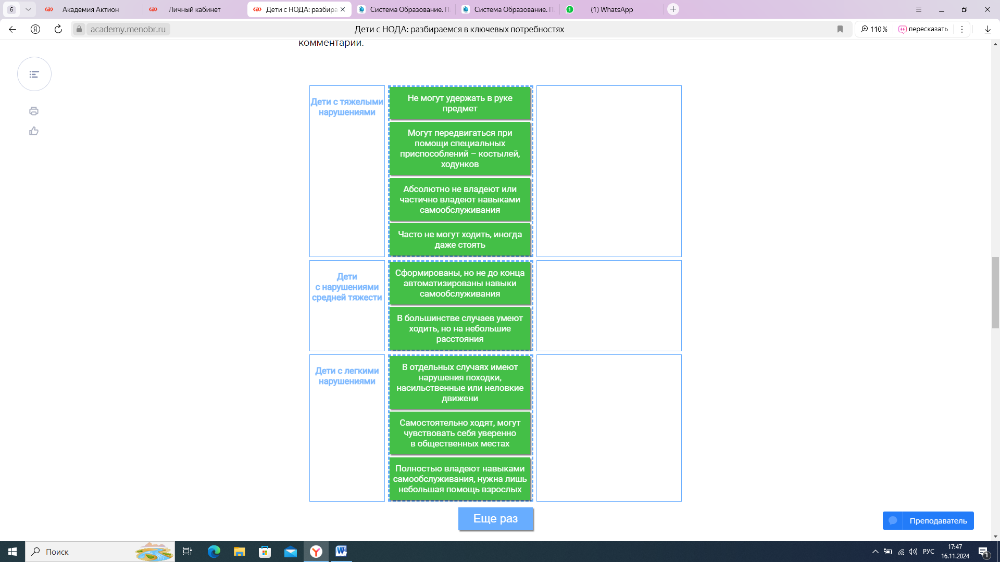 6
Академия Актион
Личный кабинет
Дети с НОДА: разбира
Система Образование. П
Система Образование. П
1
(1) WhatsApp
academy.menobr.ru
Дети с НОДА: разбираемся в ключевых потребностях
110 %
пересказать
комментарии.
Дети с тяжелыми
нарушениями
Не могут удержать в руке
предмет
Могут передвигаться при
помощи специальных
приспособлений – костылей,
ходунков
Абсолютно не владеют или
частично владеют навыками
самообслуживания
Часто не могут ходить, иногда
даже стоять
Дети
с нарушениями
средней тяжести
Сформированы, но не до конца
автоматизированы навыки
самообслуживания
В большинстве случаев умеют
ходить, но на небольшие
расстояния
Дети с легкими
нарушениями
В отдельных случаях имеют
нарушения походки,
насильственные или неловкие
движени
Самостоятельно ходят, могут
чувствовать себя уверенно
в общественных местах
Полностью владеют навыками
самообслуживания, нужна лишь
небольшая помощь взрослых
Еще раз
Преподаватель
Поиск
РУС
17:47
16.11.2024
1